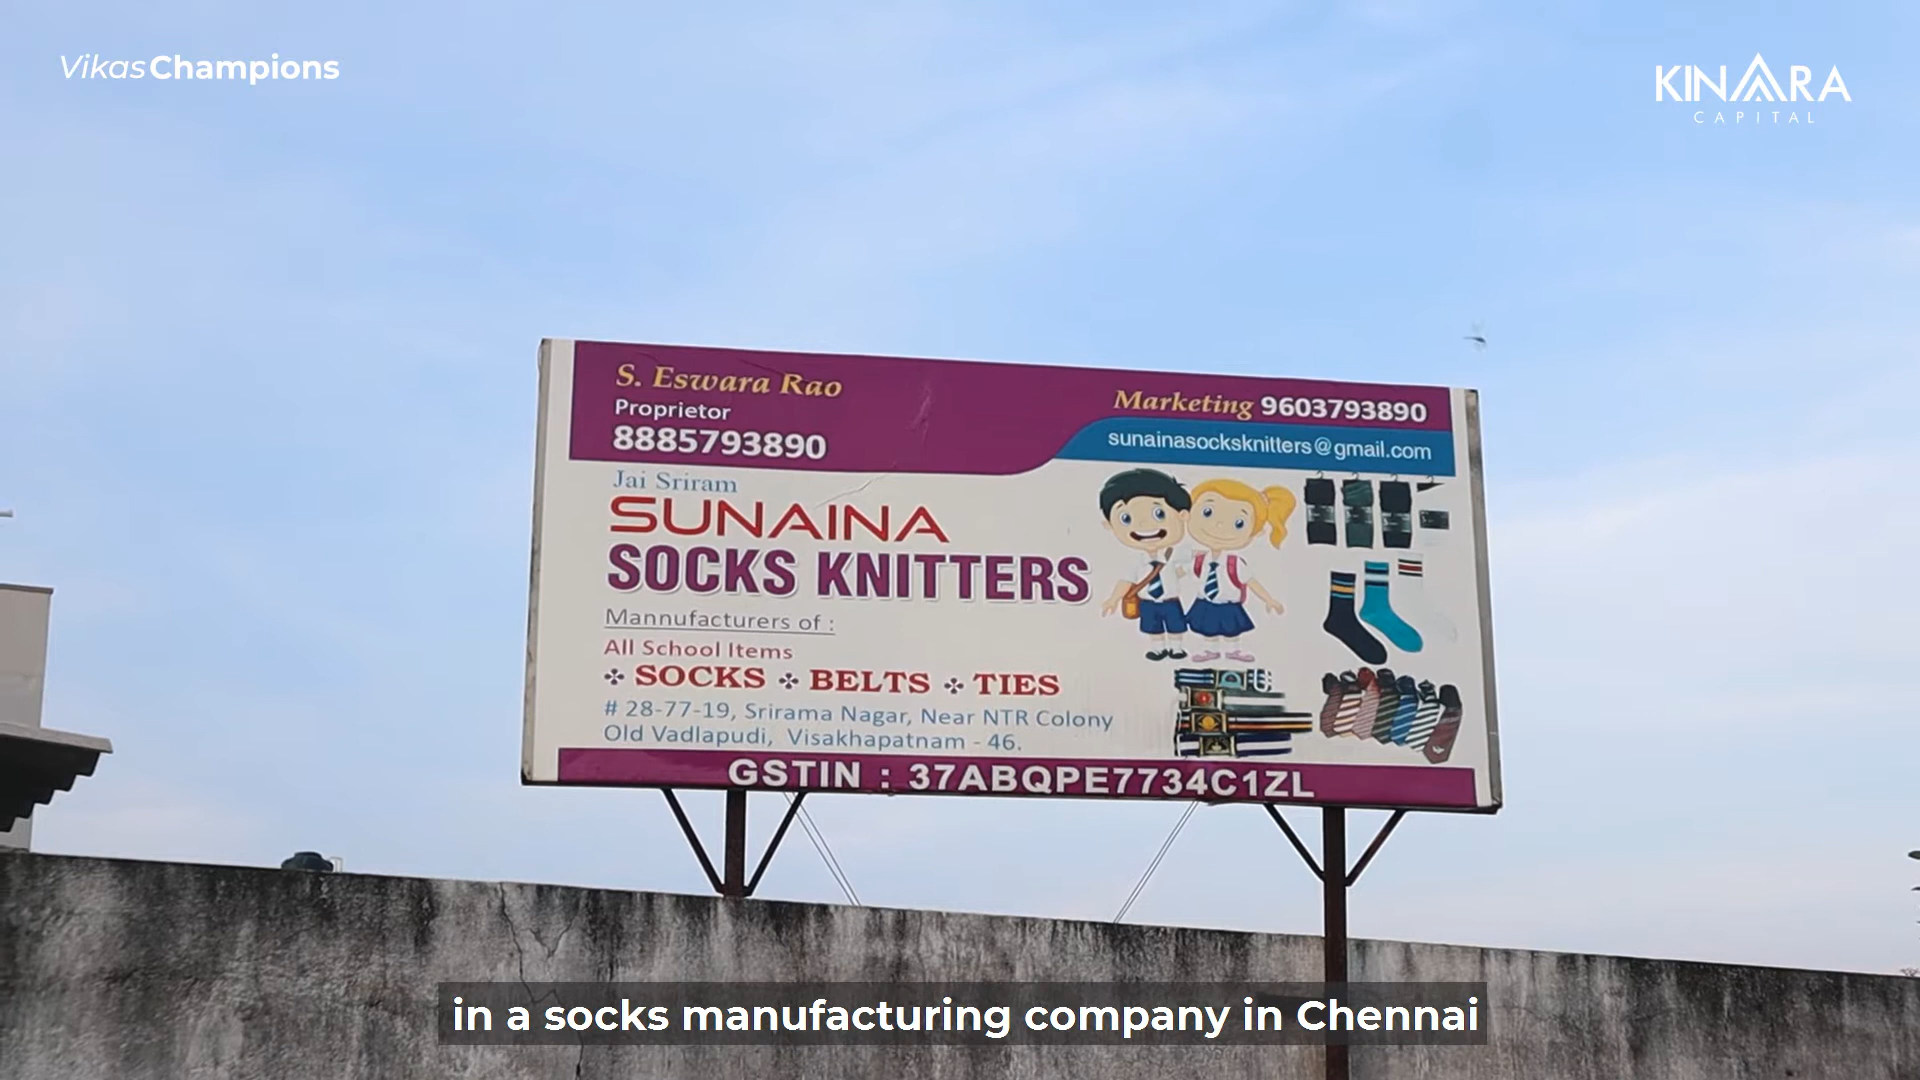 Vikas Champions
KINARA
CAPITAL
S. Eswara Rao
Proprietor
8885793890
Marketing 9603793890
sunainasocksknitters@gmail.com
Jai Sriram
SUNAINA
SOCKS KNITTERS
Mannufacturers of :
All School Items
SOCKS BELTS TIES
# 28-77-19, Srirama Nagar, Near NTR Colony
Old Vadlapudi, Visakhapatnam - 46.
GSTIN : 37ABQPE7734C1ZL
in a socks manufacturing company in Chennai